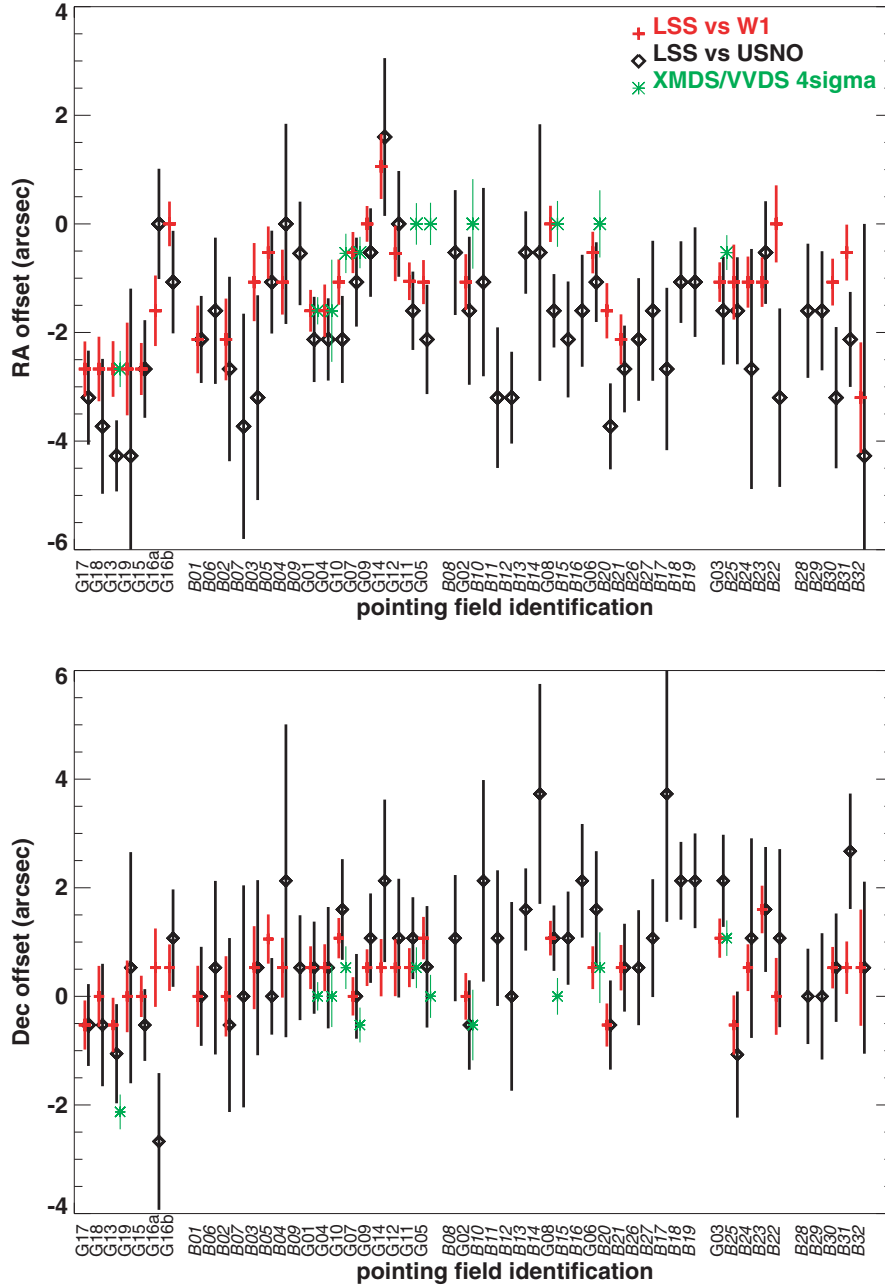 4
2
0
-2
-4
-6
RA offset (arcsec)
LSS vs W1
LSS vs USNO
XMDS/VVDS 4sigma
G17 G18 G13 G19 G15 G16a G16b B01 B06 B02 B07 B03 B05 B04 B09 G01 G04 G10 G07 G09 G14 G12 G11 G05 B08 G02 B10 B11 B12 B13 B14 G08 B15 B16 G06 B20 B21 B26 B27 B17 B18 B19 G03 B25 B24 B23 B22 B28 B29 B30 B31 B32
pointing field identification
6
4
2
0
-2
-4
Dec offset (arcsec)
G17 G18 G13 G19 G15 G16a G16b B01 B06 B02 B07 B03 B05 B04 B09 G01 G04 G10 G07 G09 G14 G12 G11 G05 B08 G02 B10 B11 B12 B13 B14 G08 B15 B16 G06 B20 B21 B26 B27 B17 B18 B19 G03 B25 B24 B23 B22 B28 B29 B30 B31 B32
pointing field identification